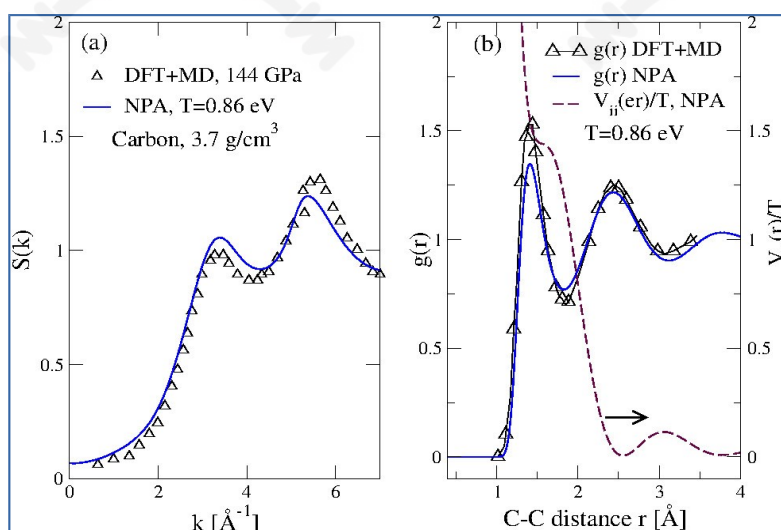 (a)
DFT+MD, 144 GPa
NPA, T=0.86 eV
Carbon, 3.7 g/cm³
S(k)
2
1.5
1
0.5
0
0 2 4 6
k [Å⁻¹]
(b)
g(r) DFT+MD
g(r) NPA
V_ii(er)/T, NPA
T=0.86 eV
g(r)
2
1.5
1
0.5
0
2
1.5
1
0.5
0
1 2 3 4
C-C distance r [Å]